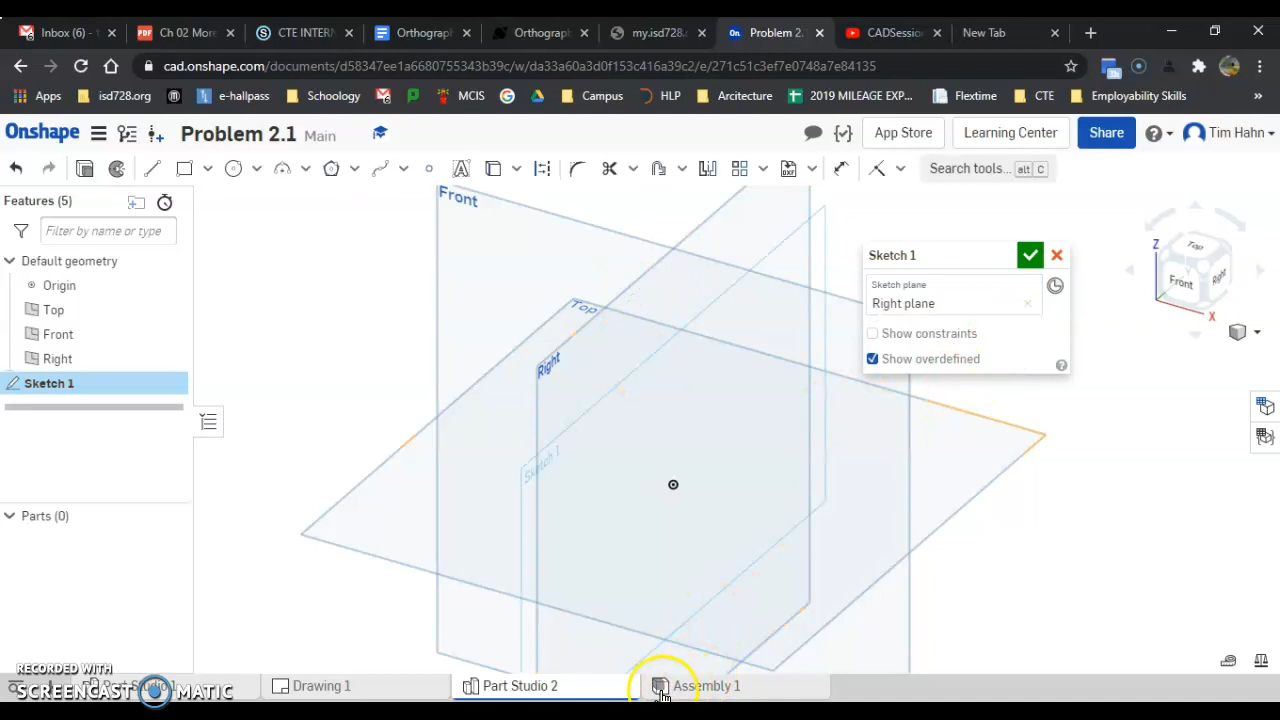 Inbox (6) -
Ch 02 More
CTE INTERN
Orthograph
Orthograph
my.isd728.c
Problem 2.
CADSession
New Tab
cad.onshape.com/documents/d58347ee1a6680755343b39c/w/da33a60a3d0f153c416a39c2/e/271c51c3ef7e0748a7e84135
Apps
isd728.org
e-hallpass
Schoology
MCIS
Campus
HLP
Arcitecture
2019 MILEAGE EXP...
Flextime
CTE
Employability Skills
»
Onshape
Problem 2.1 Main
App Store
Learning Center
Share
Tim Hahn
Search tools... alt C
Features (5)
Filter by name or type
Default geometry
Origin
Top
Front
Right
Sketch 1
Parts (0)
Front
Top
Right
Sketch 1
Sketch 1
Sketch plane
Right plane
Show constraints
Show overdefined
Z
Top
Front
Right
X
RECORDED WITH
SCREENCAST MATIC
Part Studio 1
Drawing 1
Part Studio 2
Assembly 1